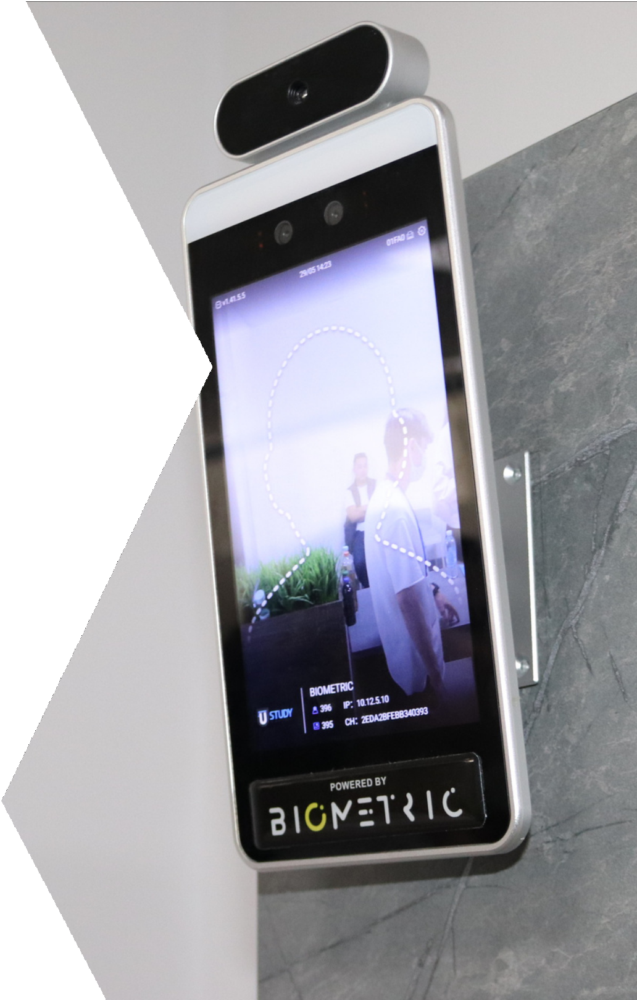 01FA0
29/05 14:23
v1.41.5.5
U STUDY
BIOMETRIC
396 IP: 10.12.5.10
395 CH: 2EDA2BFEBB340393
POWERED BY
BIOMETRIC